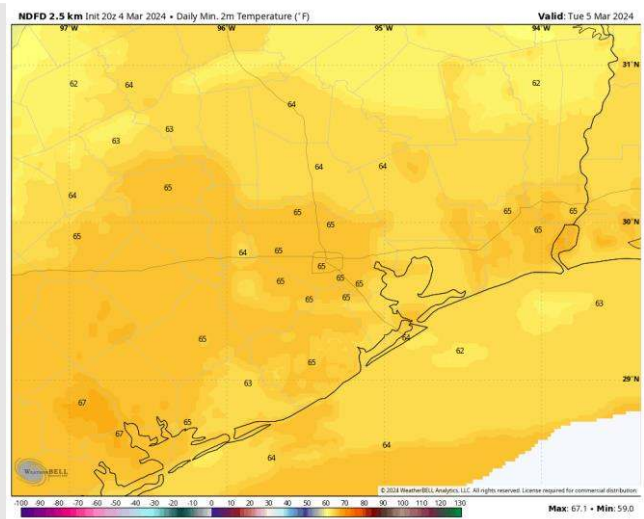 NDFD 2.5 km Init 20z 4 Mar 2024 • Daily Min. 2m Temperature (°F)
Valid: Tue 5 Mar 2024
97°W 96°W 95°W 94°W
31°N
62 64 62
64
63 63
64 64
65
64
65 65 65 65
30°N
65 65
64 65
65
65 65
65
65 65
63
64
65 62
65
63
29°N
67
65
67
64
64
WeatherBELL
© 2024 WeatherBELL Analytics, LLC. All rights reserved. License required for commercial distribution.
-100 -90 -80 -70 -60 -50 -40 -30 -20 -10 0 10 20 30 40 50 60 70 80 90 100 110 120 130
Max: 67.1 • Min: 59.0